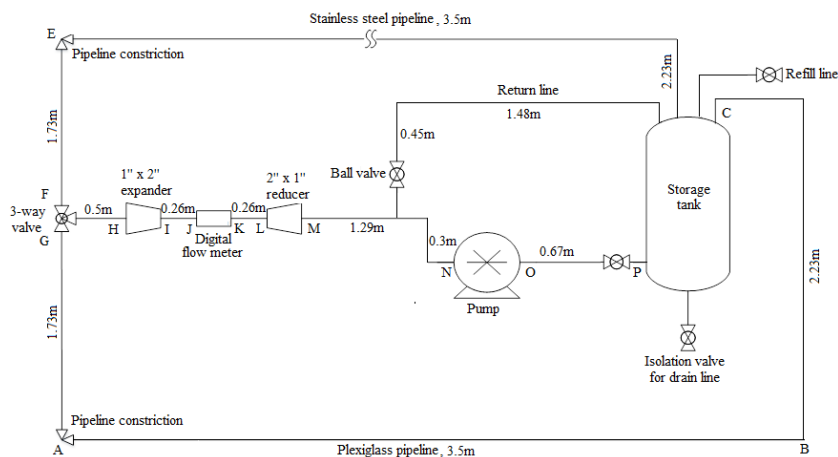 Stainless steel pipeline, 3.5m
E
Pipeline constriction
2.23m
Refill line
Return line
1.48m
C
1.73m
0.45m
1" x 2"
expander
2" x 1"
reducer
Ball valve
Storage
tank
F
3-way
valve
G
0.5m
H
I
0.26m
J
K
0.26m
L
M
Digital
flow meter
1.29m
0.3m
N
O
0.67m
P
Pump
2.23m
1.73m
Isolation valve
for drain line
Pipeline constriction
A
Plexiglass pipeline, 3.5m
B